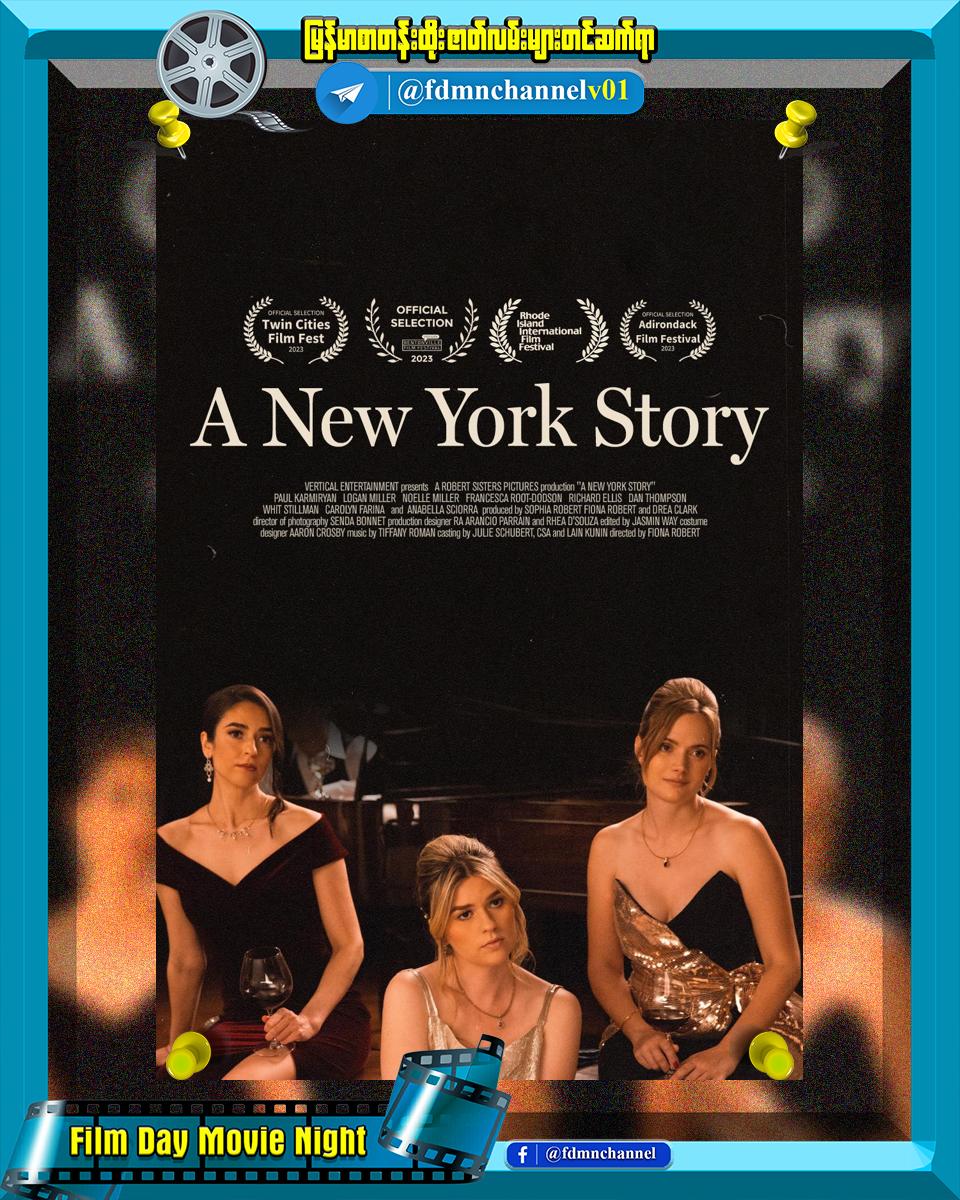 မြန်မာစာတန်းထိုးဇာတ်လမ်းများတင်ဆက်ရာ
@fdmnchannelv01
OFFICIAL SELECTION
Twin Cities
Film Fest
2023
OFFICIAL
SELECTION
BENTONVILLE
FILM FESTIVAL
2023
Rhode
Island
International
Film
Festival
OFFICIAL SELECTION
Adirondack
Film Festival
2023
A New York Story
VERTICAL ENTERTAINMENT presents A ROBERT SISTERS PICTURES production "A NEW YORK STORY"
PAUL KARMIRYAN LOGAN MILLER NOELLE MILLER FRANCESCA ROOT-DODSON RICHARD ELLIS DAN THOMPSON
WHIT STILLMAN CAROLYN FARINA and ANABELLA SCIORRA produced by SOPHIA ROBERT FIONA ROBERT and DREA CLARK
director of photography SENDA BONNET production designer RA ARANCIO PARRAIN and RHEA D'SOUZA edited by JASMIN WAY costume
designer AARON CROSBY music by TIFFANY ROMAN casting by JULIE SCHUBERT, CSA and LAIN KUNIN directed by FIONA ROBERT
Film Day Movie Night
@fdmnchannel